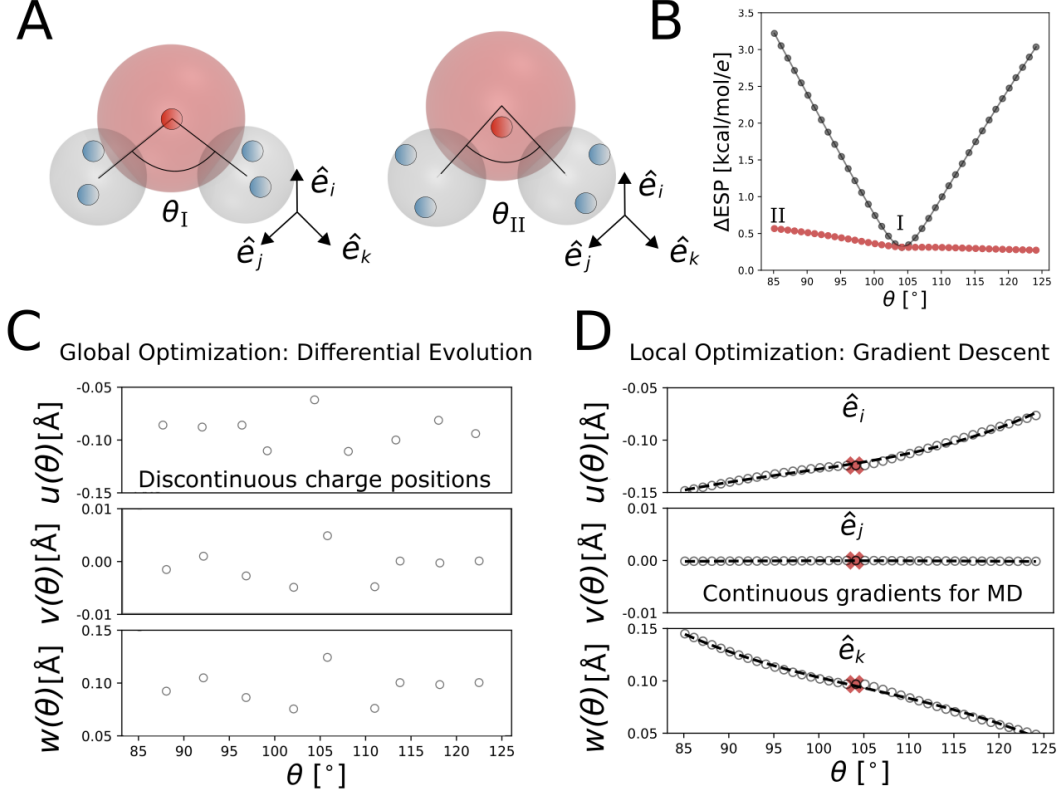 A
θI
êi
êj
êk
θII
êi
êj
êk
B
ΔESP [kcal/mol/e]
3.5
3.0
2.5
2.0
1.5
1.0
0.5
0.0
II
I
85 90 95 100 105 110 115 120 125
θ [°]
C
Global Optimization: Differential Evolution
u(θ)[Å]
-0.05
-0.10
-0.15
Discontinuous charge positions
v(θ)[Å]
0.01
0.00
-0.01
w(θ)[Å]
0.15
0.10
0.05
85 90 95 100 105 110 115 120 125
θ [°]
D
Local Optimization: Gradient Descent
u(θ)[Å]
-0.05
-0.10
-0.15
êi
v(θ)[Å]
0.01
0.00
-0.01
êj
Continuous gradients for MD
w(θ)[Å]
0.15
0.10
0.05
êk
85 90 95 100 105 110 115 120 125
θ [°]